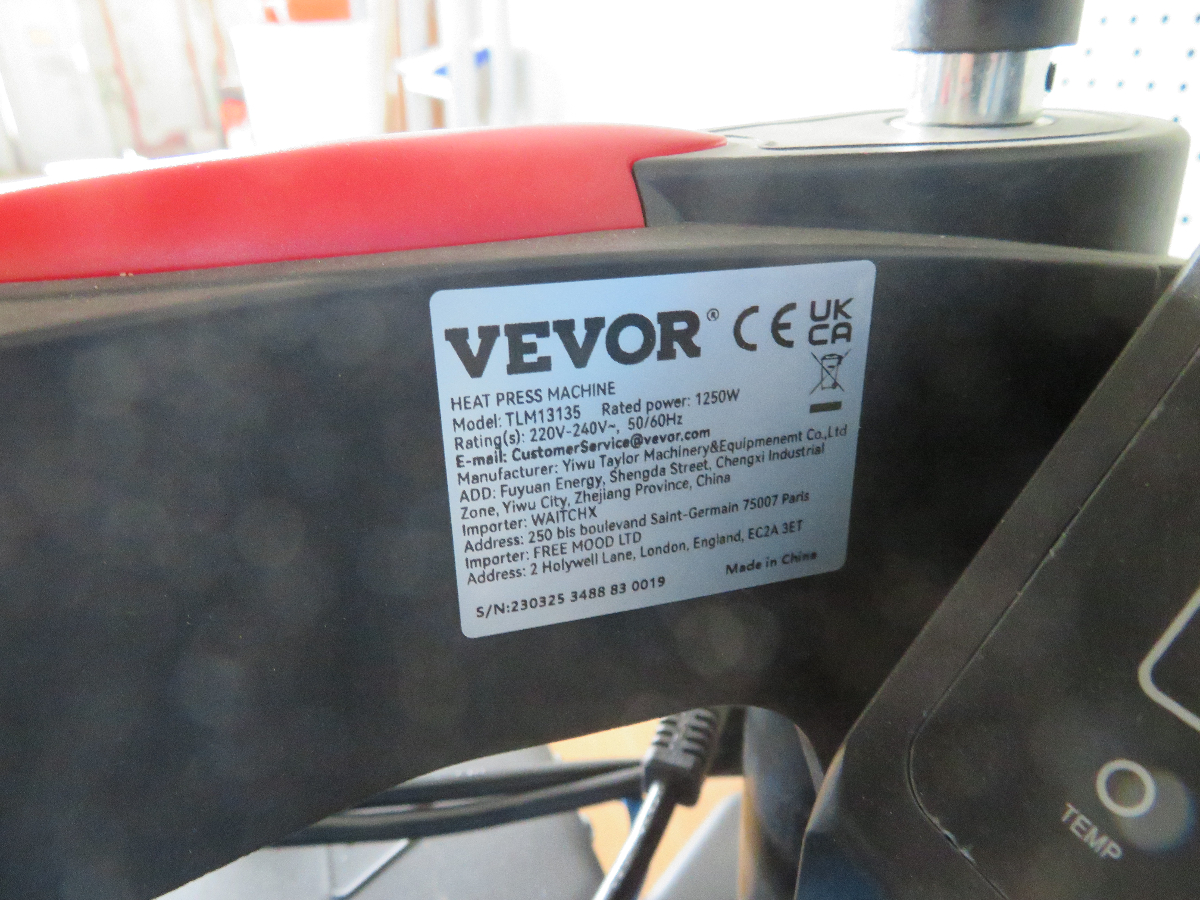 VEVOR® CE UK CA
HEAT PRESS MACHINE
Model: TLM13135 Rated power: 1250W
Rating(s): 220V-240V~, 50/60Hz
E-mail: CustomerService@vevor.com
Manufacturer: Yiwu Taylor Machinery&Equipmenemt Co.,Ltd
ADD: Fuyuan Energy, Shengda Street, Chengxi Industrial
Zone, Yiwu City, Zhejiang Province, China
Importer: WAITCHX
Address: 250 bis boulevard Saint-Germain 75007 Paris
Importer: FREE MOOD LTD
Address: 2 Holywell Lane, London, England, EC2A 3ET
S/N:230325 3488 83 0019 Made in China
TEMP